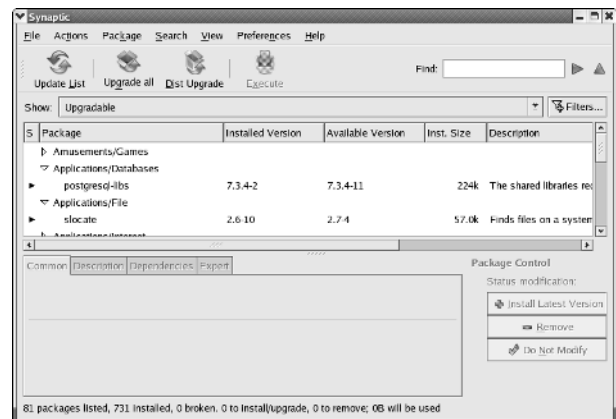 Synaptic
File Actions Package Search View Preferences Help
Update List Upgrade all Dist Upgrade Execute Find:
Show: Upgradable Filters...
S Package Installed Version Available Version Inst. Size Description
Amusements/Games
Applications/Databases
postgresql-libs 7.3.4-2 7.3.4-11 224k The shared libraries rec
Applications/File
slocate 2.6-10 2.7-4 57.0k Finds files on a system
Applications/Internet
Common Description Dependencies Expert Package Control
Status modification:
Install Latest Version
Remove
Do Not Modify
81 packages listed, 731 installed, 0 broken. 0 to install/upgrade, 0 to remove; 0B will be used